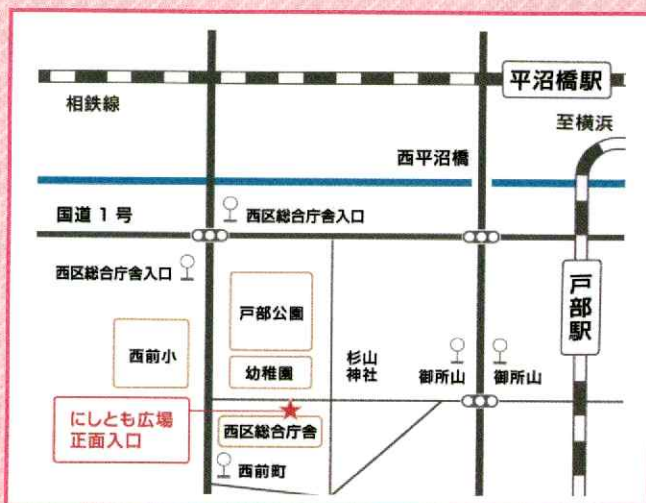 平沼橋駅
相鉄線
至横浜
西平沼橋
国道1号
西区総合庁舎入口
西区総合庁舎入口
戸部駅
戸部公園
西前小
幼稚園
杉山
神社
御所山
御所山
にしとも広場
正面入口
西区総合庁舎
西前町